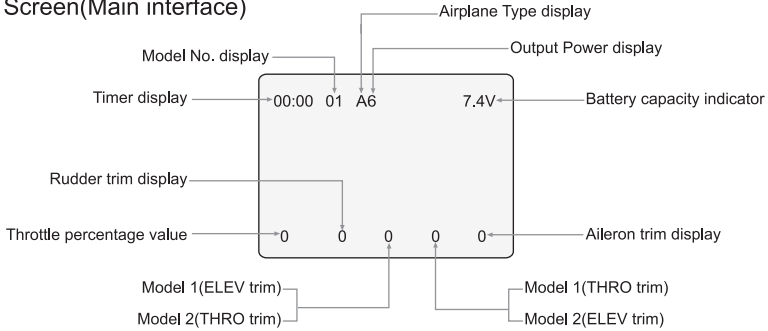 Screen(Main interface)
Airplane Type display
Output Power display
Model No. display
Timer display
00:00 01 A6 7.4V
Battery capacity indicator
Rudder trim display
Throttle percentage value
0 0 0 0 0
Aileron trim display
Model 1(ELEV trim)
Model 2(THRO trim)
Model 1(THRO trim)
Model 2(ELEV trim)